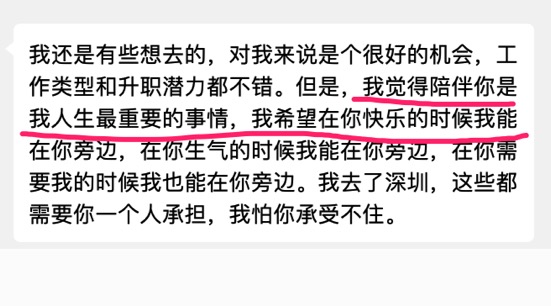 我还是有些想去的，对我来说是个很好的机会，工
作类型和升职潜力都不错。但是，我觉得陪伴你是
我人生最重要的事情，我希望在你快乐的时候我能
在你旁边，在你生气的时候我能在你旁边，在你需
要我的时候我也能在你旁边。我去了深圳，这些都
需要你一个人承担，我怕你承受不住。